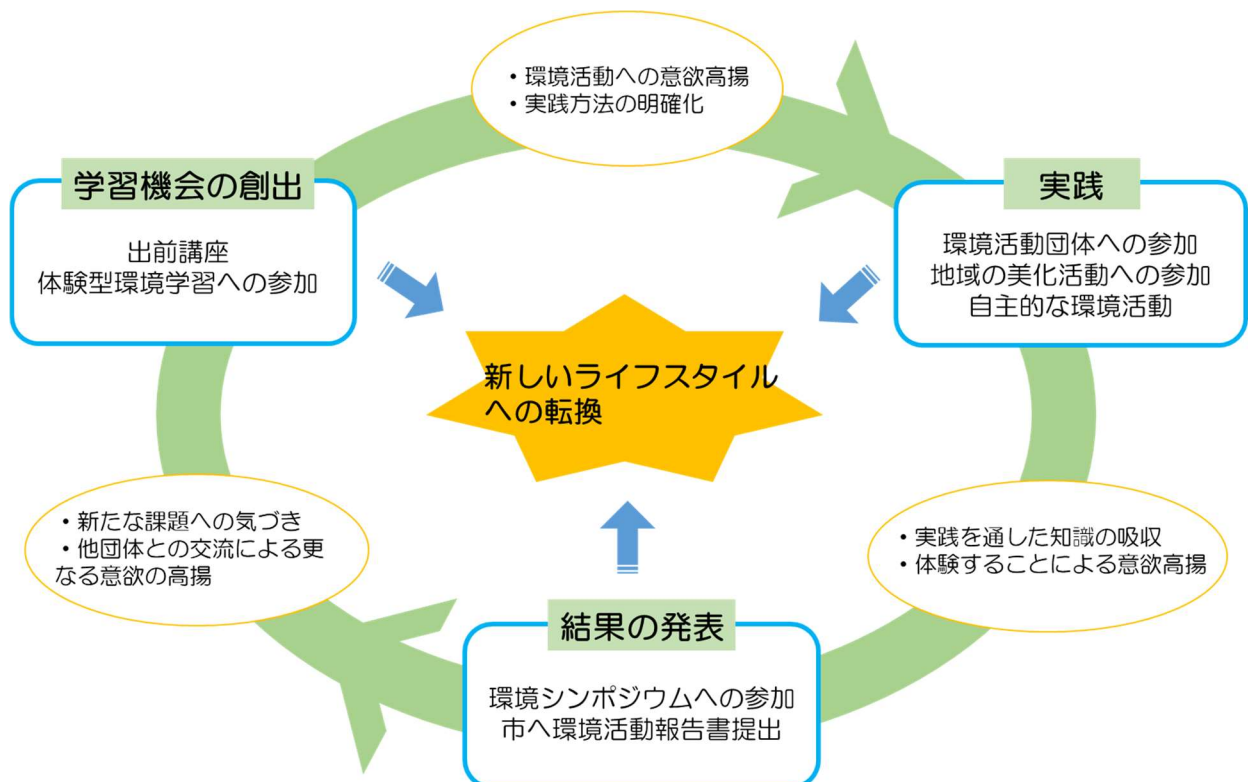 ・環境活動への意欲高揚
・実践方法の明確化
学習機会の創出
出前講座
体験型環境学習への参加
実践
環境活動団体への参加
地域の美化活動への参加
自主的な環境活動
新しいライフスタイル
への転換
・新たな課題への気づき
・他団体との交流による更
なる意欲の高揚
・実践を通した知識の吸収
・体験することによる意欲高揚
結果の発表
環境シンポジウムへの参加
市へ環境活動報告書提出